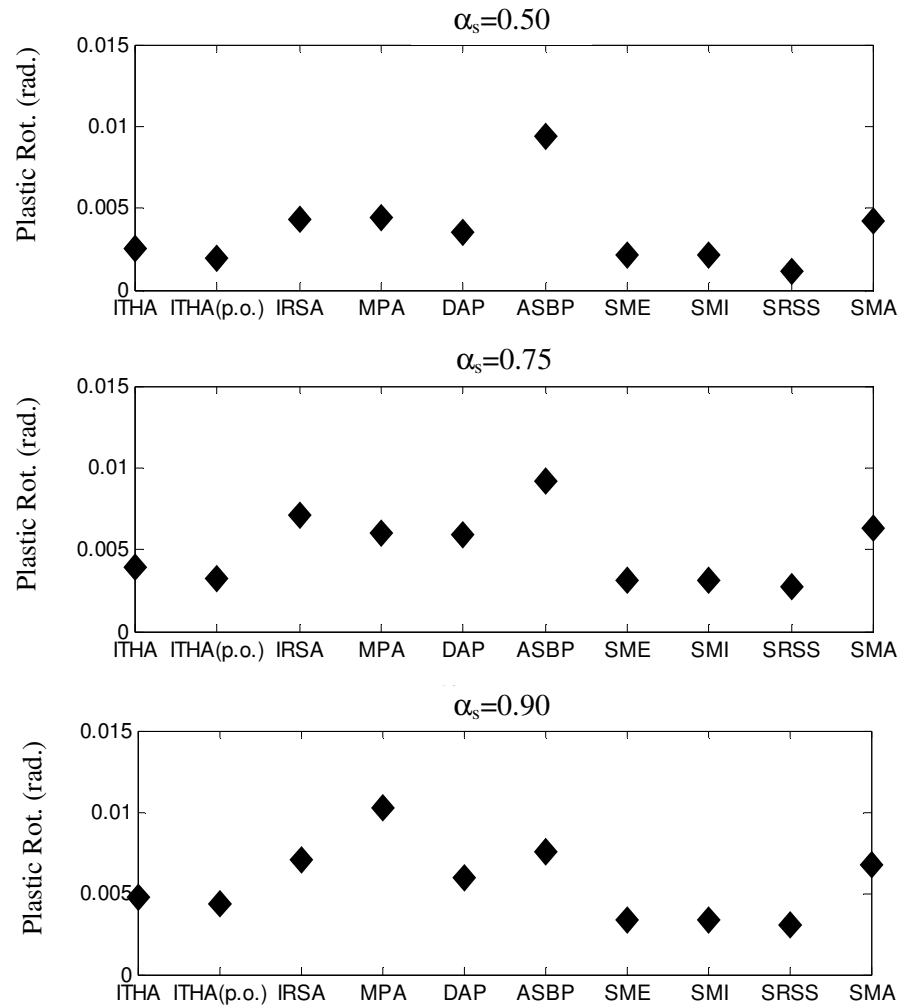 αs=0.50
0.015
0.01
0.005
0
Plastic Rot. (rad.)
ITHA ITHA(p.o.) IRSA MPA DAP ASBP SME SMI SRSS SMA
αs=0.75
0.015
0.01
0.005
0
Plastic Rot. (rad.)
ITHA ITHA(p.o.) IRSA MPA DAP ASBP SME SMI SRSS SMA
αs=0.90
0.015
0.01
0.005
0
Plastic Rot. (rad.)
ITHA ITHA(p.o.) IRSA MPA DAP ASBP SME SMI SRSS SMA